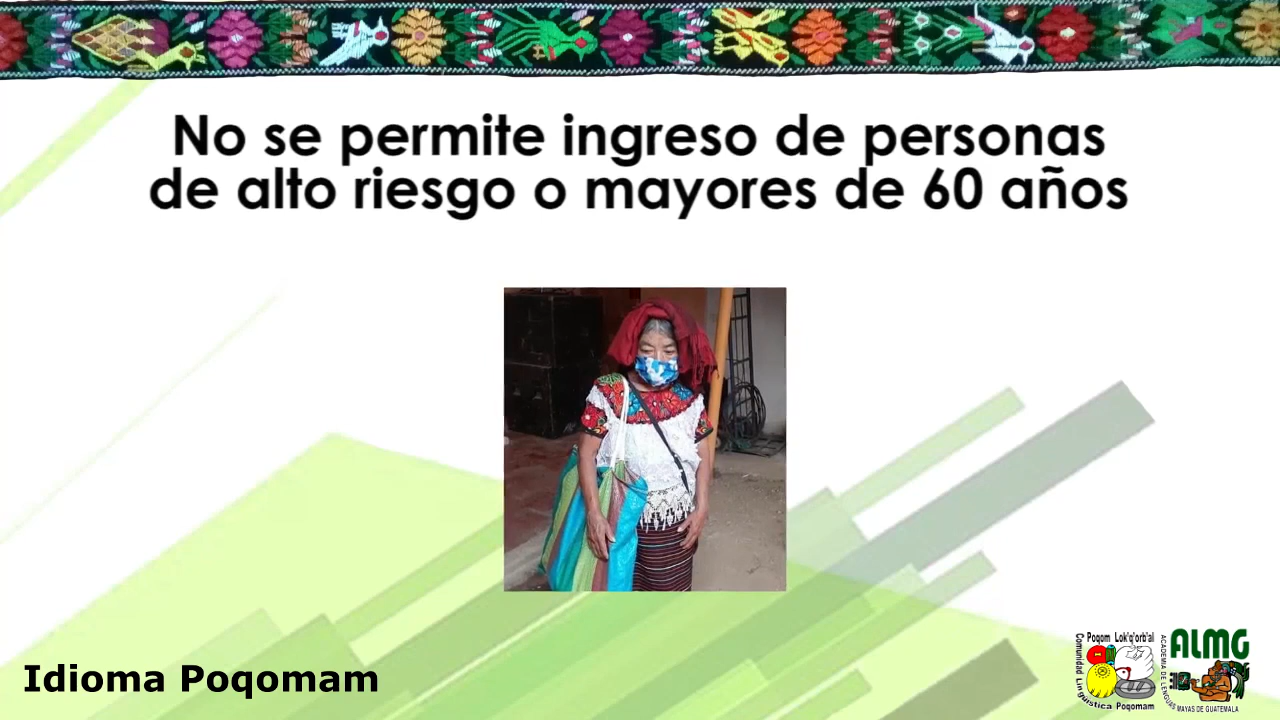 No se permite ingreso de personas
de alto riesgo o mayores de 60 años
Idioma Poqomam
Poqom Lok'q'orb'al
Comunidad Lingüística Poqomam
ALMG
ACADEMIA DE LENGUAS MAYAS DE GUATEMALA